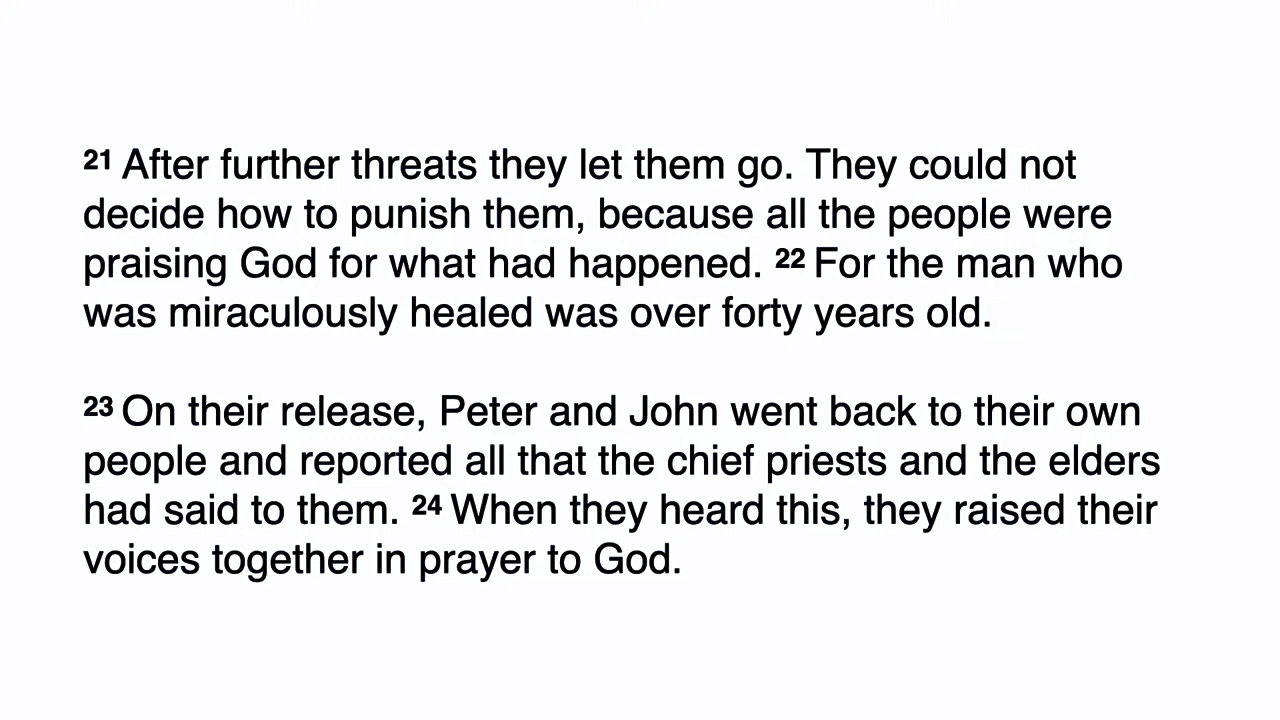 21 After further threats they let them go. They could not
decide how to punish them, because all the people were
praising God for what had happened. 22 For the man who
was miraculously healed was over forty years old.
23 On their release, Peter and John went back to their own
people and reported all that the chief priests and the elders
had said to them. 24 When they heard this, they raised their
voices together in prayer to God.